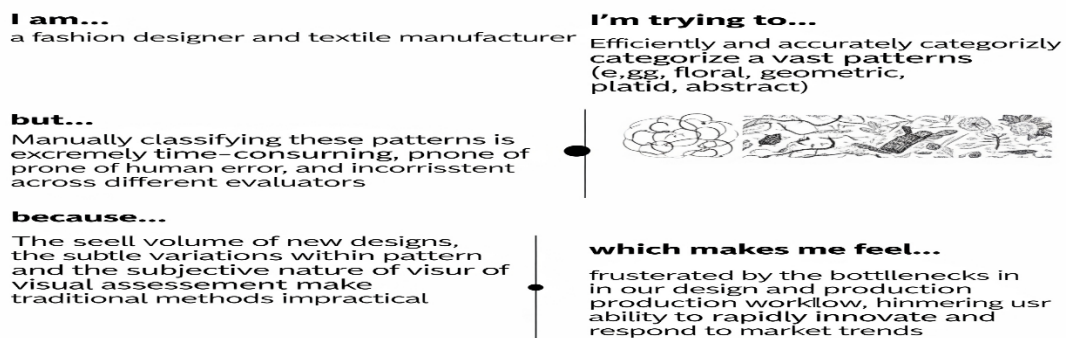 I am...
a fashion designer and textile manufacturer
I'm trying to...
Efficiently and accurately categorizly
categorize a vast patterns
(e,gg, floral, geometric,
platid, abstract)
but...
Manually classifying these patterns is
excremely time-consurning, pnone of
prone of human error, and incorrisstent
across different evaluators
because...
The seell volume of new designs,
the subtle variations within pattern
and the subjective nature of visur of
visual assessement make
traditional methods impractical
which makes me feel...
frusterated by the bottllenecks in
in our design and production
production workllow, hinmering usr
ability to rapidly innovate and
respond to market trends